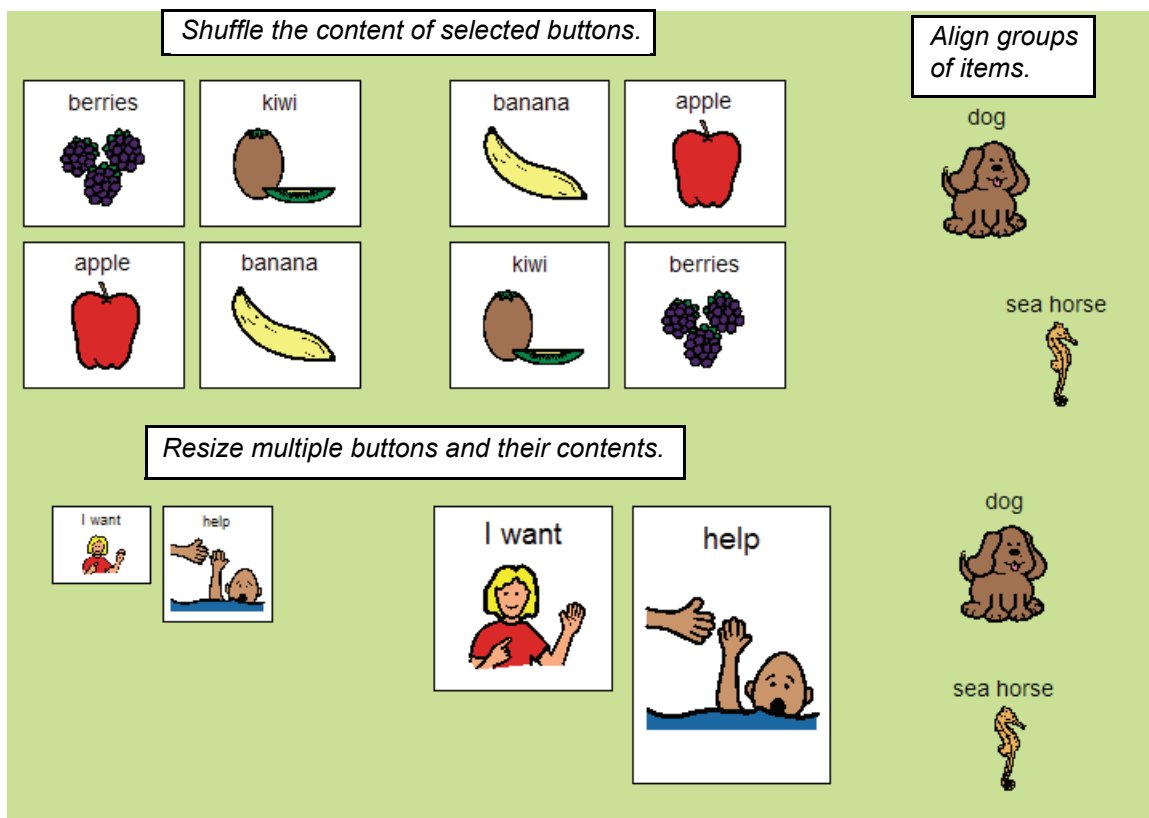 Shuffle the content of selected buttons.
berries
kiwi
banana
apple
apple
banana
kiwi
berries
Align groups
of items.
dog
sea horse
Resize multiple buttons and their contents.
I want
help
I want
help
dog
sea horse